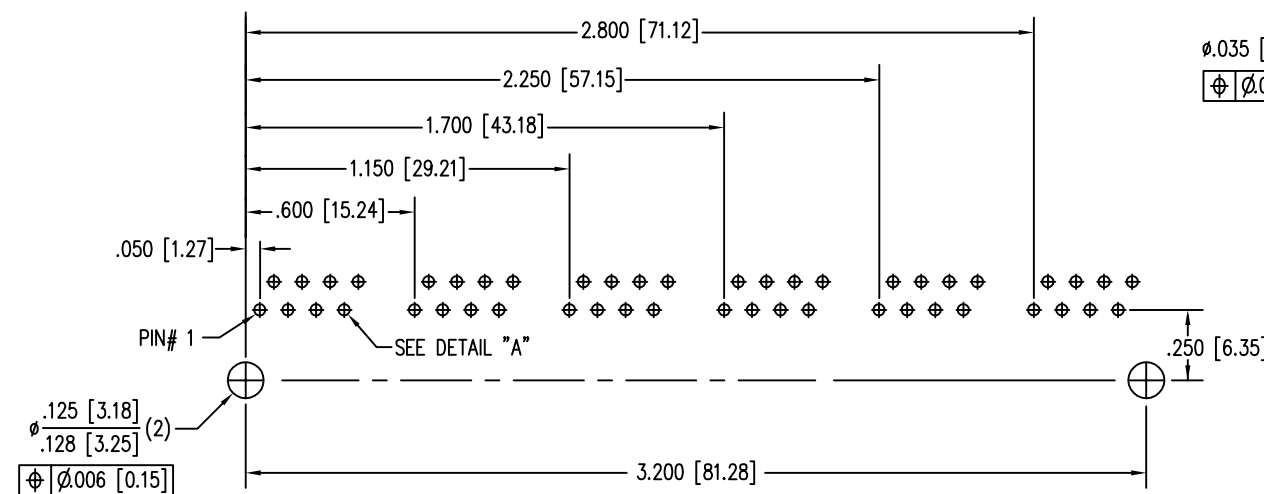 2.800 [71.12]
⌀.035 [
2.250 [57.15]
⌖ ⌀.0
1.700 [43.18]
1.150 [29.21]
.600 [15.24]
.050 [1.27]
PIN# 1
SEE DETAIL "A"
.250 [6.35]
⌀ .125 [3.18]
.128 [3.25] (2)
⌖ ⌀.006 [0.15]
3.200 [81.28]